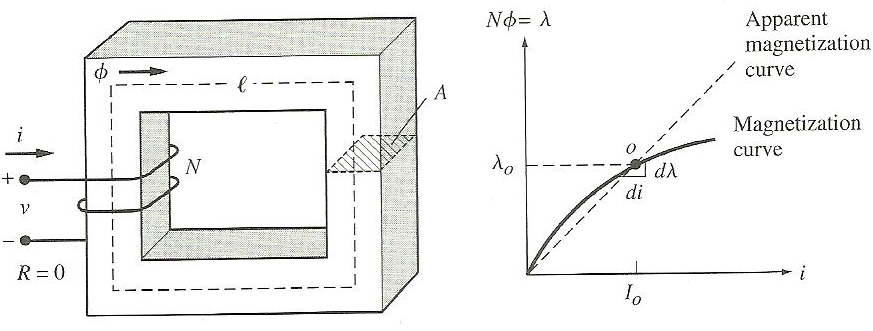 ϕ
ℓ
A
i
+
N
v
−
R = 0
Nϕ = λ
Apparent
magnetization
curve
o
Magnetization
curve
λo
dλ
di
i
Io